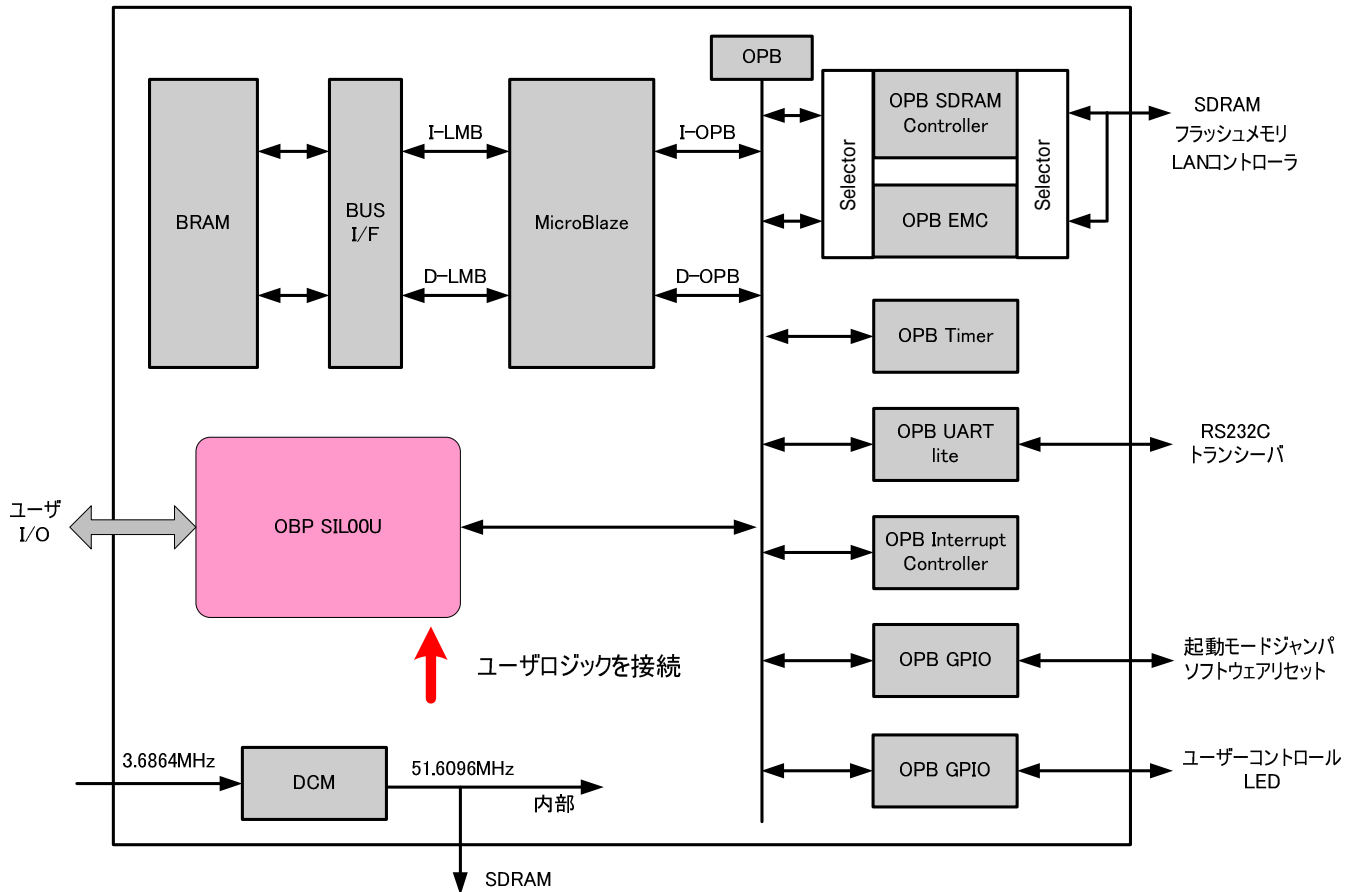 OPB
OPB SDRAM
Controller
Selector
Selector
SDRAM
フラッシュメモリ
LANコントローラ
I-LMB
I-OPB
BRAM
BUS
I/F
MicroBlaze
OPB EMC
D-LMB
D-OPB
OPB Timer
OPB UART
lite
RS232C
トランシーバ
ユーザ
I/O
OBP SIL00U
OPB Interrupt
Controller
ユーザロジックを接続
OPB GPIO
起動モードジャンパ
ソフトウェアリセット
3.6864MHz
DCM
51.6096MHz
内部
OPB GPIO
ユーザーコントロール
LED
SDRAM